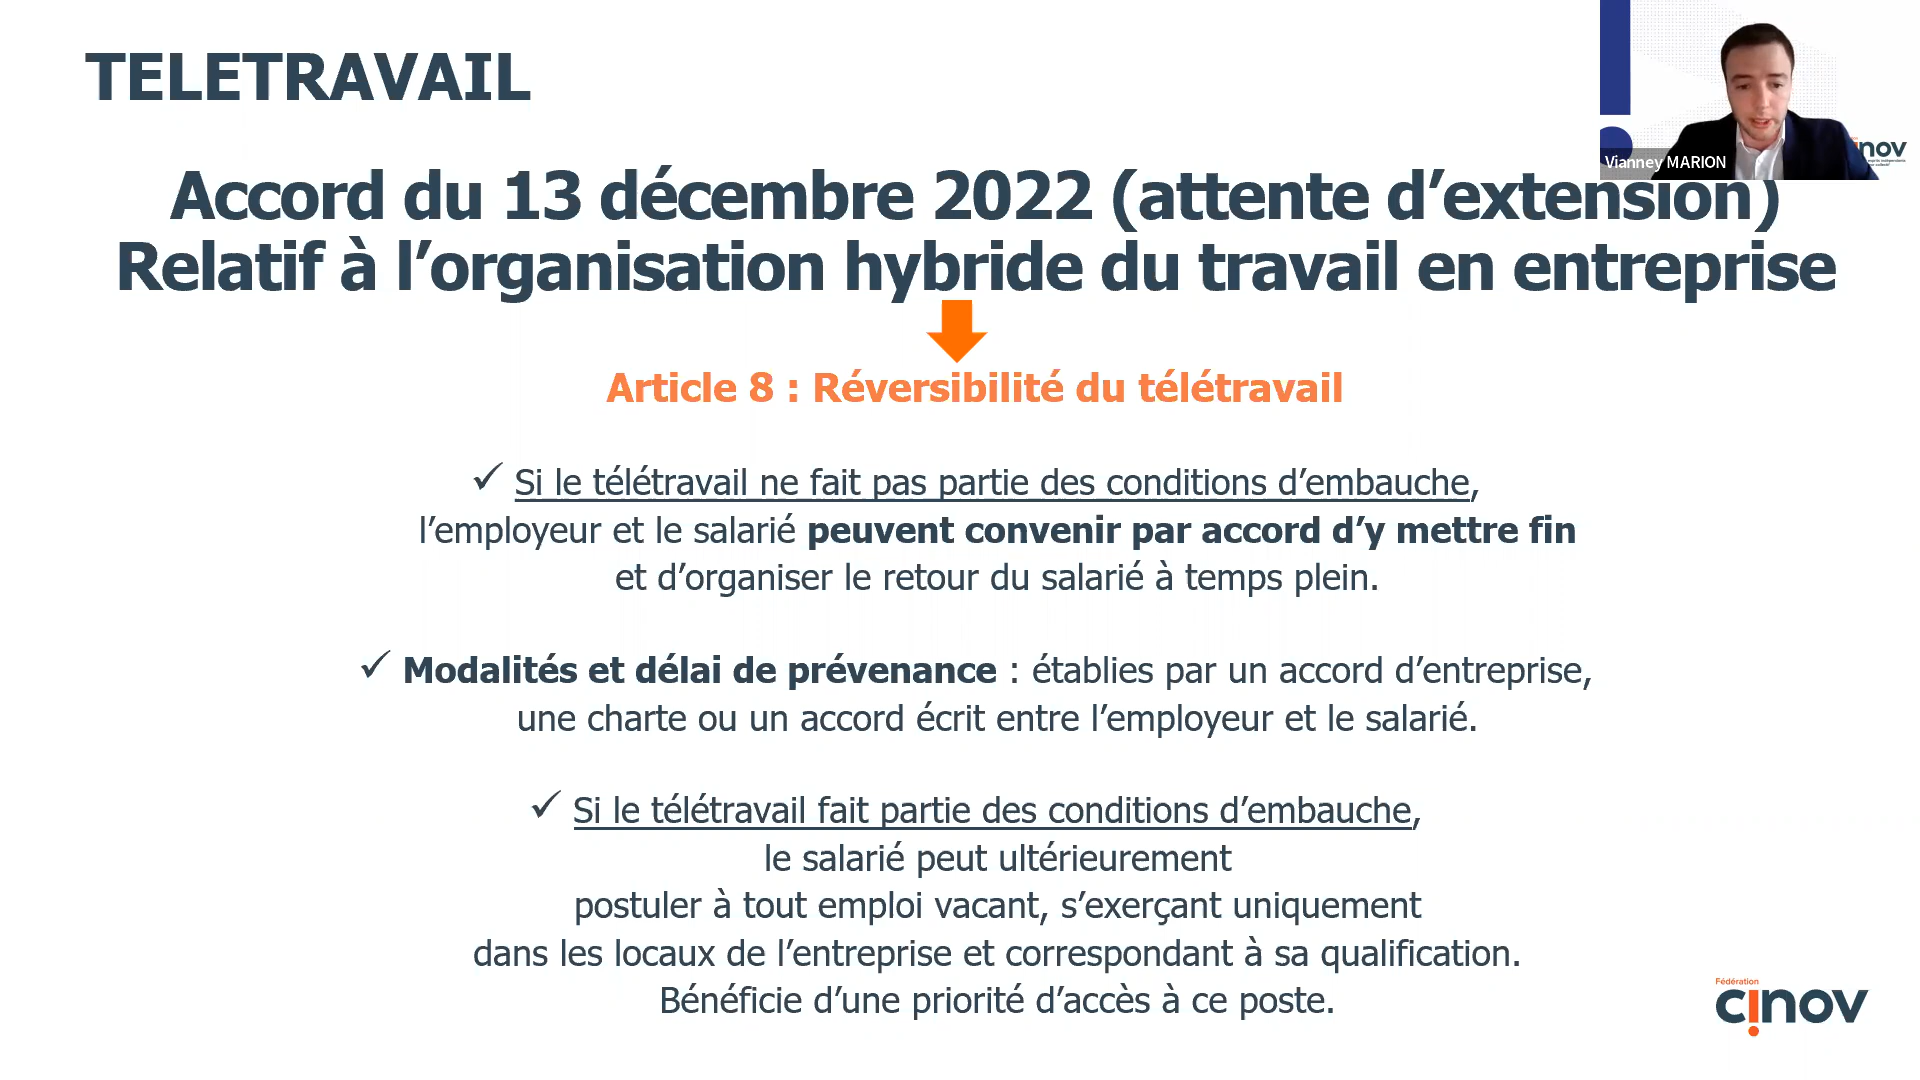 TELETRAVAIL
Vianney MARION
nov
Accord du 13 décembre 2022 (attente d’extension)
Relatif à l’organisation hybride du travail en entreprise
Article 8 : Réversibilité du télétravail
✓ Si le télétravail ne fait pas partie des conditions d’embauche,
l’employeur et le salarié peuvent convenir par accord d’y mettre fin
et d’organiser le retour du salarié à temps plein.
✓ Modalités et délai de prévenance : établies par un accord d’entreprise,
une charte ou un accord écrit entre l’employeur et le salarié.
✓ Si le télétravail fait partie des conditions d’embauche,
le salarié peut ultérieurement
postuler à tout emploi vacant, s’exerçant uniquement
dans les locaux de l’entreprise et correspondant à sa qualification.
Bénéficie d’une priorité d’accès à ce poste.
Fédération
cinov